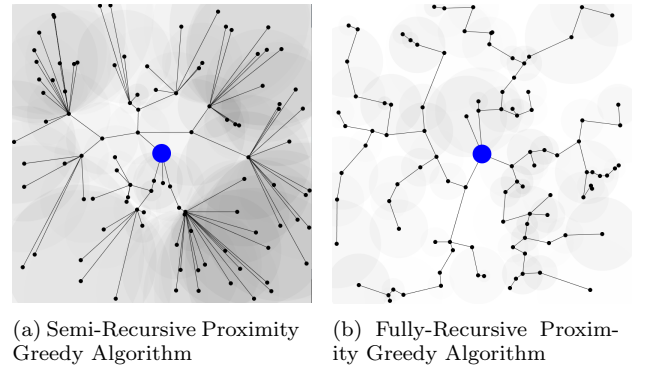 (a) Semi-Recursive Proximity
Greedy Algorithm
(b) Fully-Recursive Proxim-
ity Greedy Algorithm